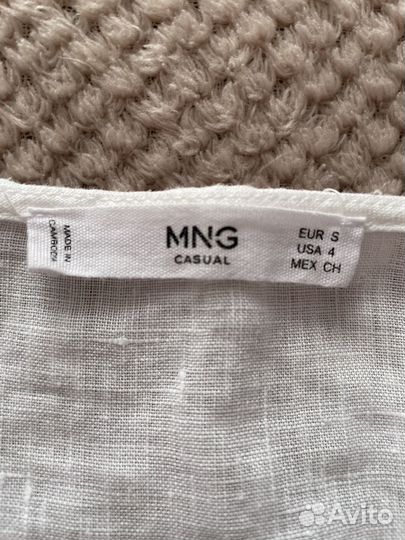 MADE IN
CAMBODIA
MNG
CASUAL
EUR S
USA 4
MEX CH
Avito